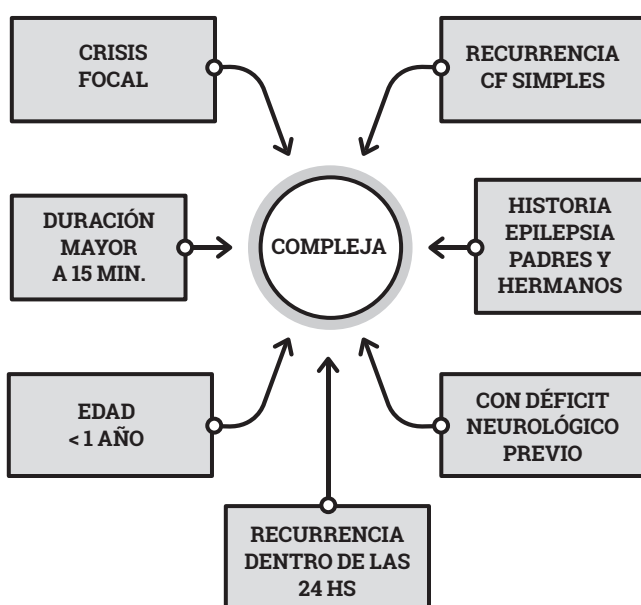 CRISIS
FOCAL
RECURRENCIA
CF SIMPLES
DURACIÓN
MAYOR
A 15 MIN.
COMPLEJA
HISTORIA
EPILEPSIA
PADRES Y
HERMANOS
EDAD
< 1 AÑO
CON DÉFICIT
NEUROLÓGICO
PREVIO
RECURRENCIA
DENTRO DE LAS
24 HS